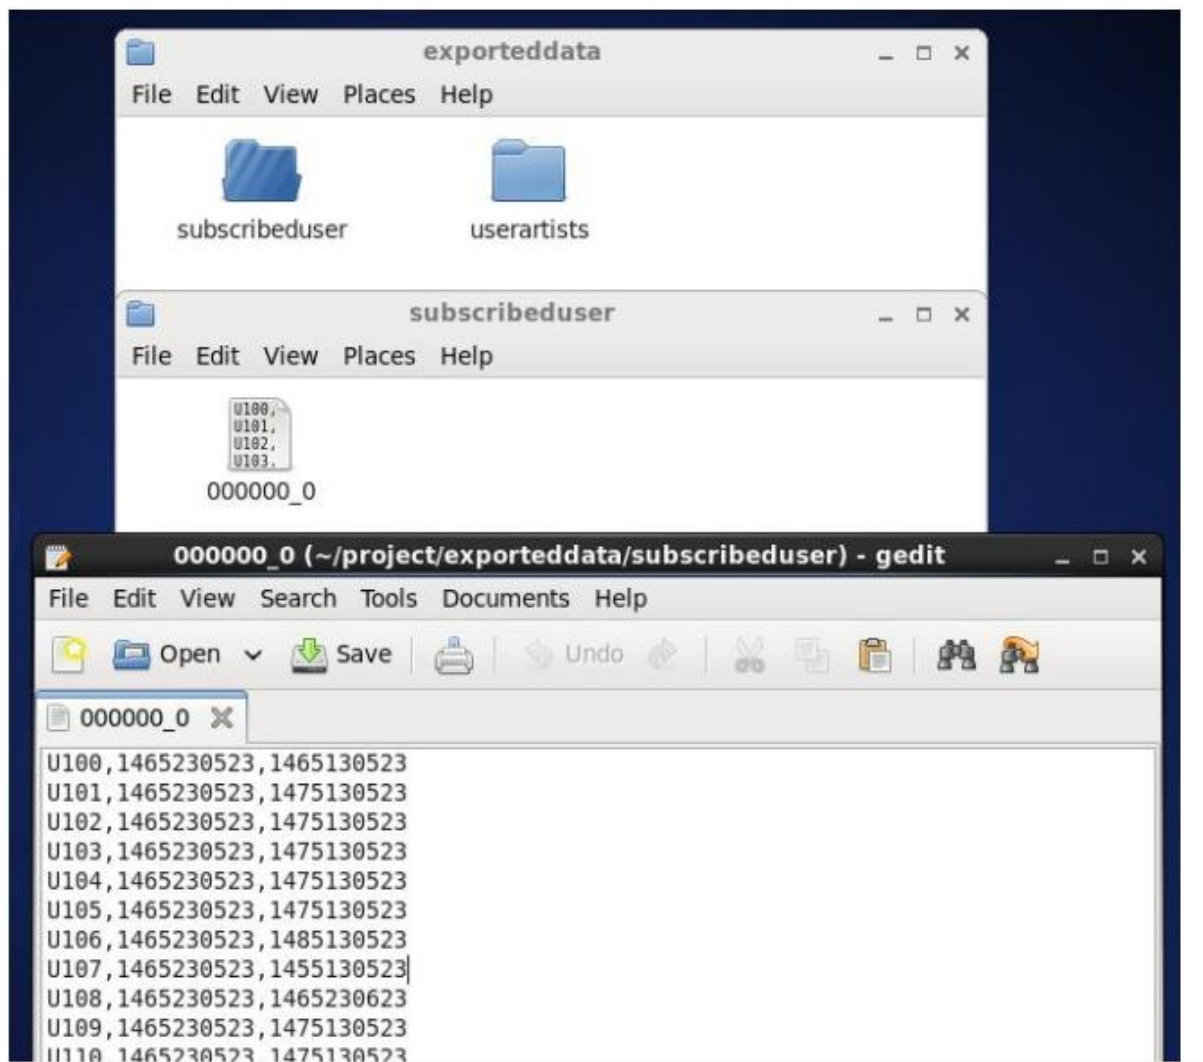 exporteddata
File Edit View Places Help
subscribeduser userartists
subscribeduser
File Edit View Places Help
U100,
U101,
U102,
U103.
000000_0
000000_0 (~/project/exporteddata/subscribeduser) - gedit
File Edit View Search Tools Documents Help
Open Save Undo
000000_0
U100,1465230523,1465130523
U101,1465230523,1475130523
U102,1465230523,1475130523
U103,1465230523,1475130523
U104,1465230523,1475130523
U105,1465230523,1475130523
U106,1465230523,1485130523
U107,1465230523,1455130523
U108,1465230523,1465230623
U109,1465230523,1475130523
U110,1465230523,1475130523